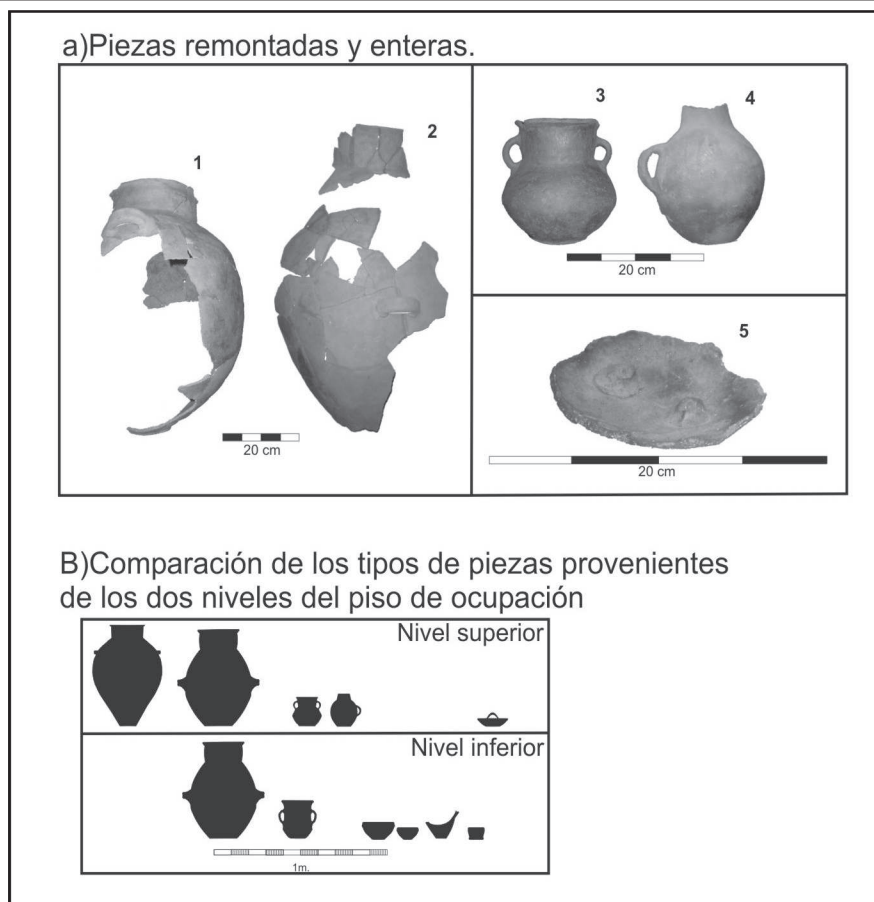 a)Piezas remontadas y enteras.
1
2
20 cm
3
4
20 cm
5
20 cm
B)Comparación de los tipos de piezas provenientes
de los dos niveles del piso de ocupación
Nivel superior
Nivel inferior
1m.